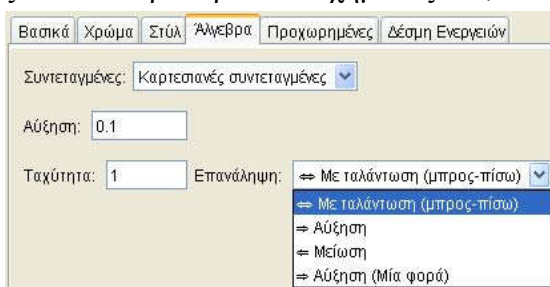 Βασικά Χρώμα Στύλ Άλγεβρα Προχωρημένες Δέσμη Ενεργειών
Συντεταγμένες: Καρτεσιανές συντεταγμένες
Αύξηση: 0.1
Ταχύτητα: 1 Επανάληψη: ⇔ Με ταλάντωση (μπρος-πίσω)
⇔ Με ταλάντωση (μπρος-πίσω)
⇒ Αύξηση
⇐ Μείωση
⇒ Αύξηση (Μία φορά)